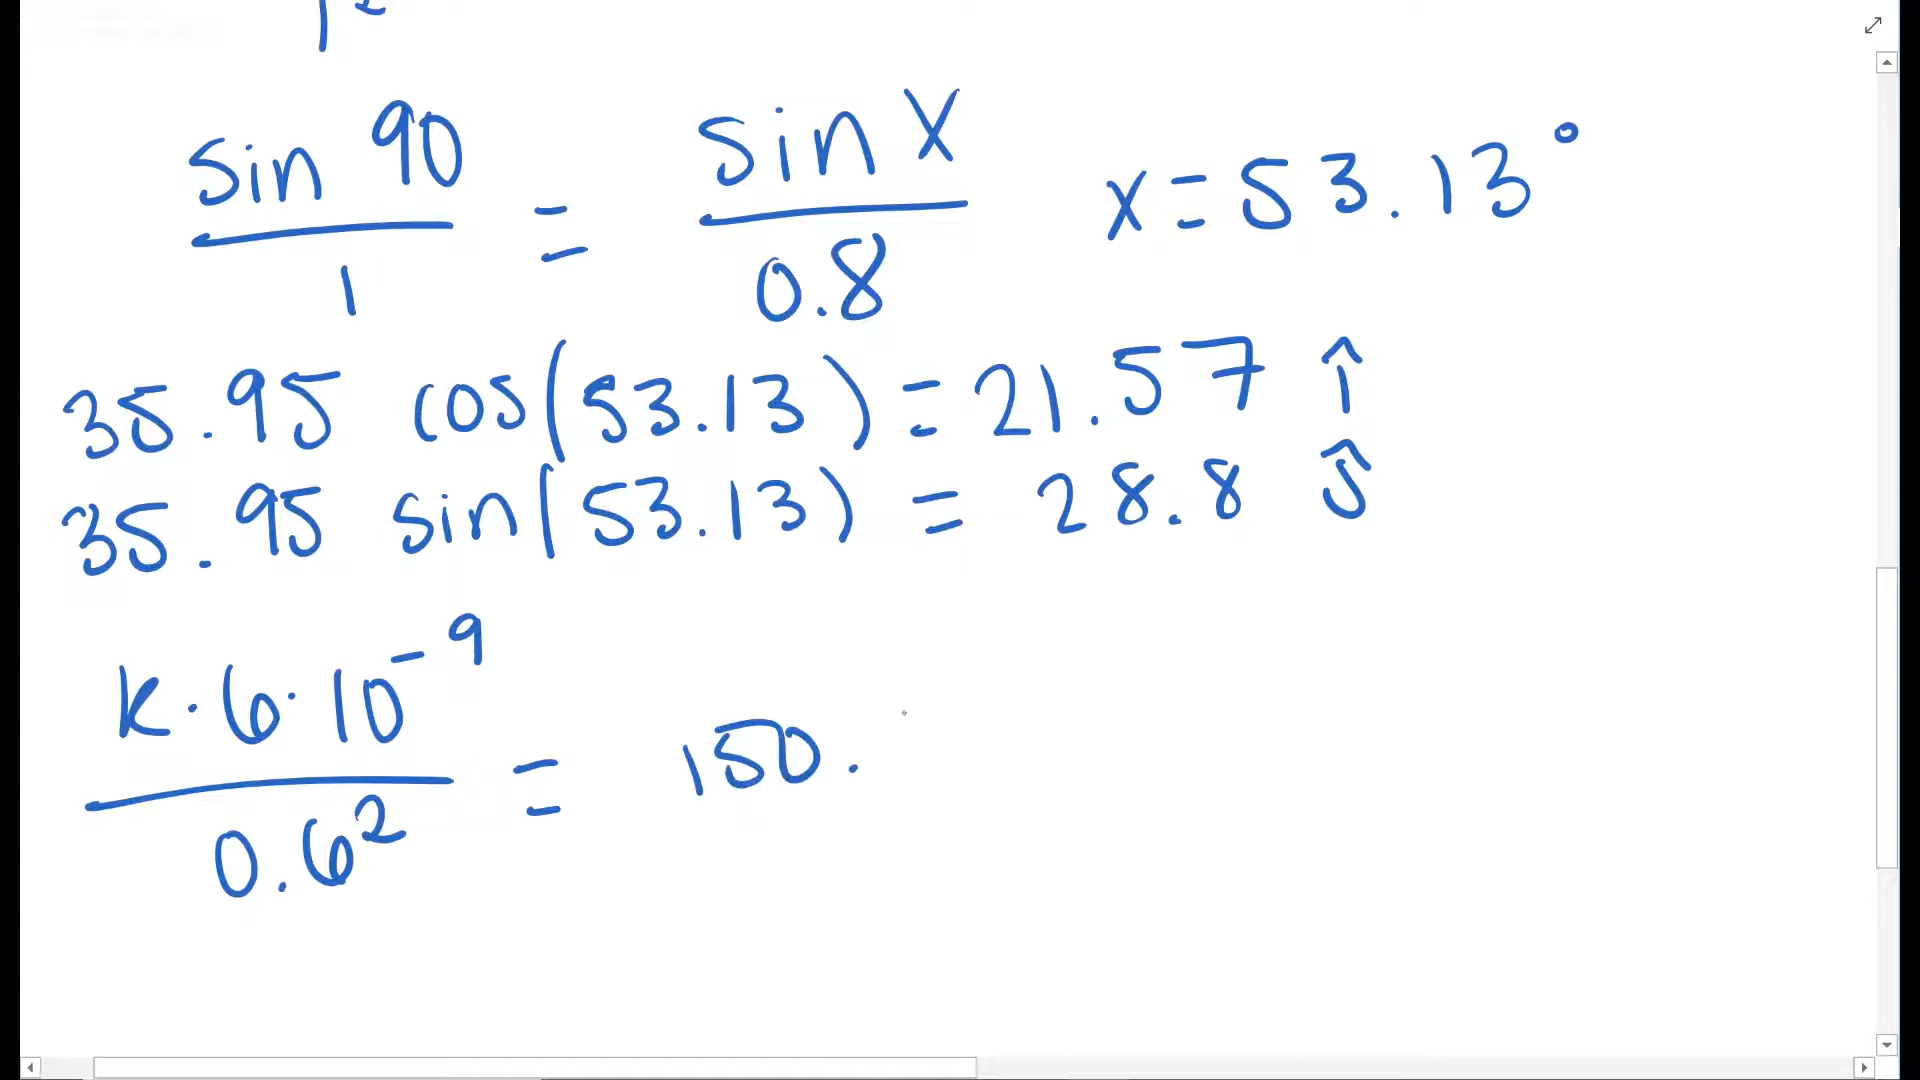 sin 90 / 1 = sin x / 0.8   x = 53.13°
35.95 cos(53.13) = 21.57 î
35.95 sin(53.13) = 28.8 ĵ
k · 6 · 10⁻⁹ / 0.6² = 150.